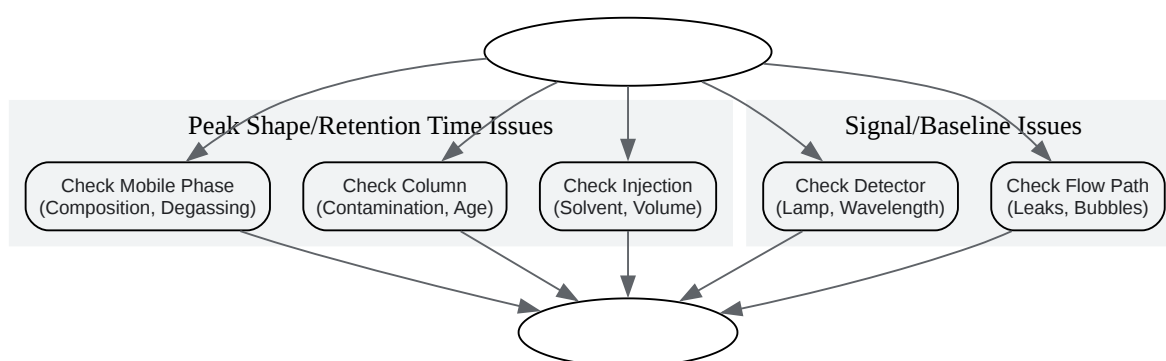 Peak Shape/Retention Time Issues
Signal/Baseline Issues
Check Mobile Phase
(Composition, Degassing)
Check Column
(Contamination, Age)
Check Injection
(Solvent, Volume)
Check Detector
(Lamp, Wavelength)
Check Flow Path
(Leaks, Bubbles)